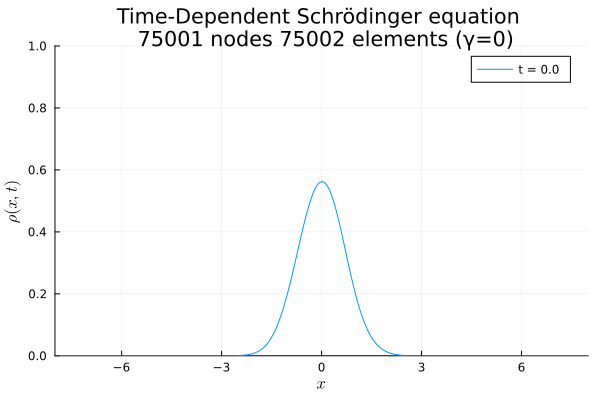 Time-Dependent Schrödinger equation
75001 nodes 75002 elements (γ=0)
t = 0.0
1.0
0.8
0.6
0.4
0.2
0.0
ρ(x, t)
−6
−3
0
3
6
x